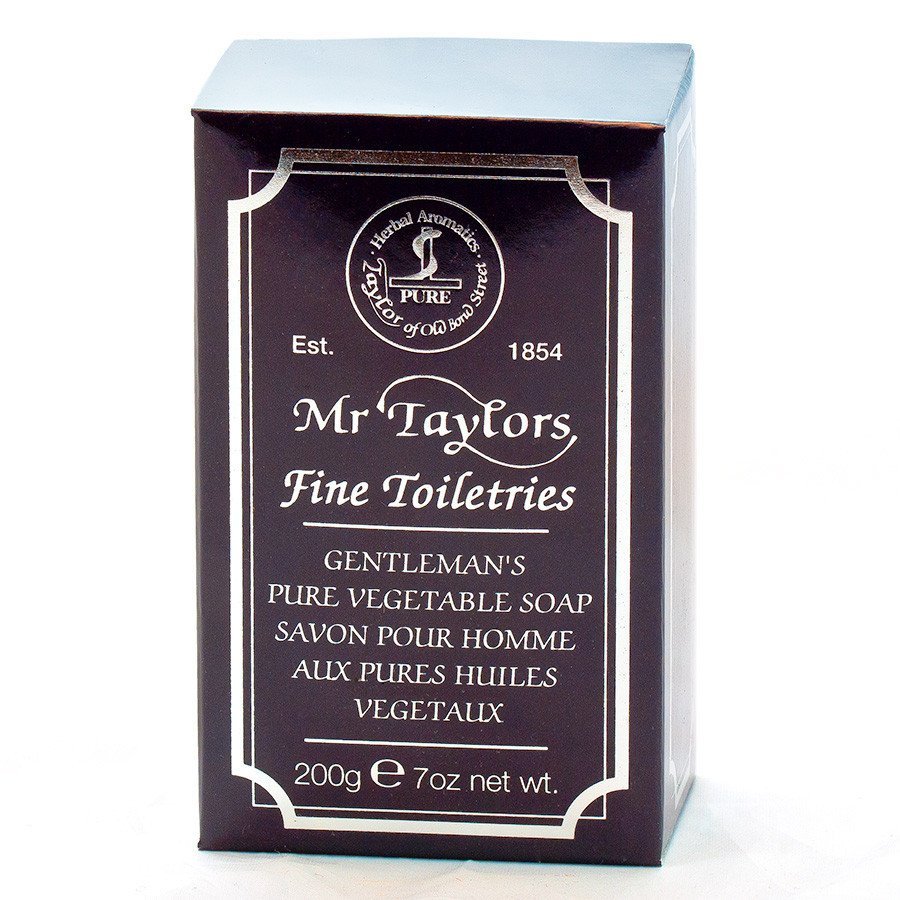 · Herbal Aromatics ·
PURE
Taylor of Old Bond Street
Est. 1854
Mr Taylors
Fine Toiletries
GENTLEMAN'S
PURE VEGETABLE SOAP
SAVON POUR HOMME
AUX PURES HUILES
VEGETAUX
200g ℮ 7oz net wt.